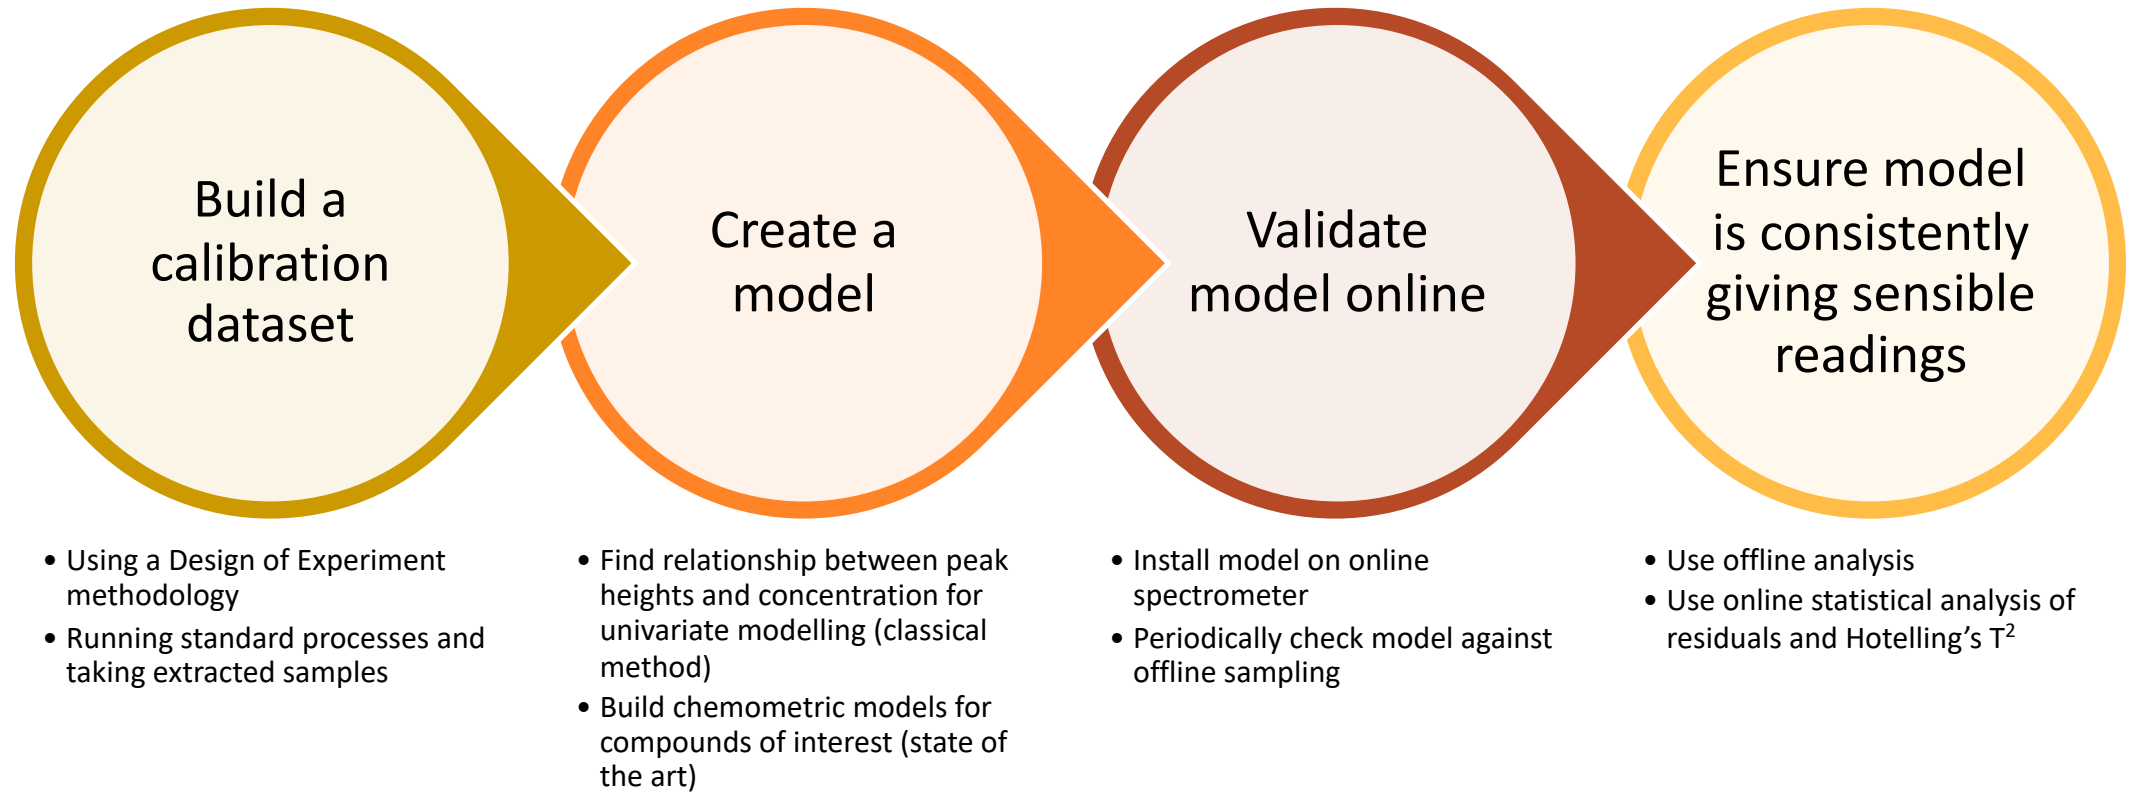 Build a
calibration
dataset
Create a
model
Validate
model online
Ensure model
is consistently
giving sensible
readings
• Using a Design of Experiment
methodology
• Running standard processes and
taking extracted samples
• Find relationship between peak
heights and concentration for
univariate modelling (classical
method)
• Build chemometric models for
compounds of interest (state of
the art)
• Install model on online
spectrometer
• Periodically check model against
offline sampling
• Use offline analysis
• Use online statistical analysis of
residuals and Hotelling’s T²